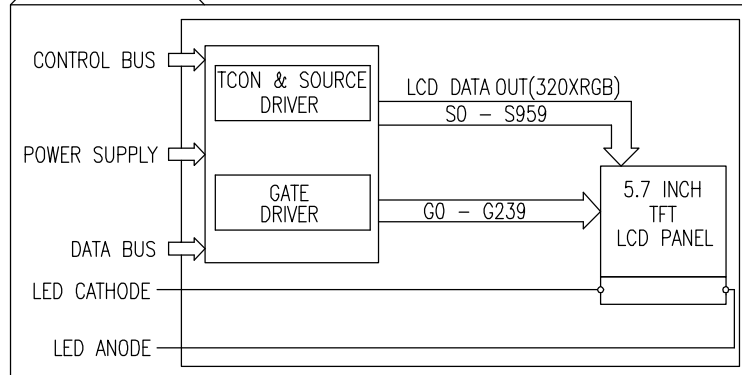 CONTROL BUS
TCON & SOURCE
DRIVER
LCD DATA OUT(320XRGB)
S0 - S959
POWER SUPPLY
GATE
DRIVER
G0 - G239
5.7 INCH
TFT
LCD PANEL
DATA BUS
LED CATHODE
LED ANODE